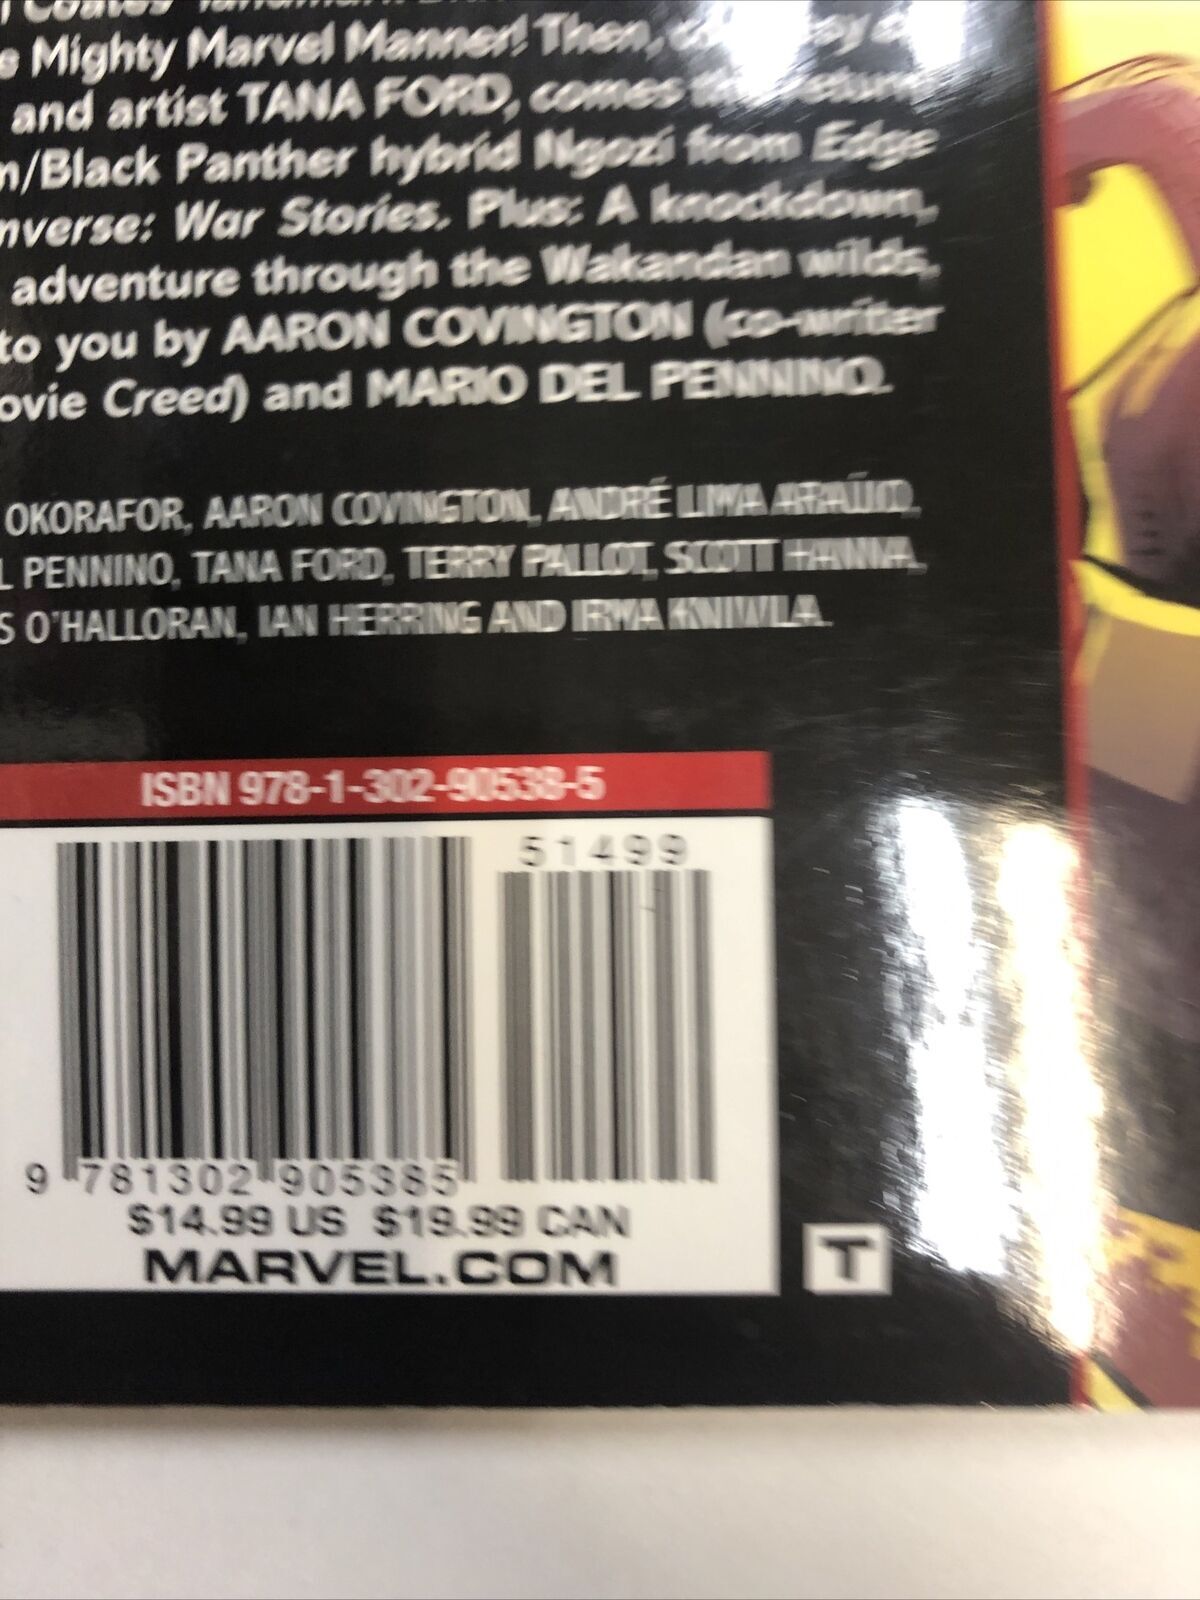 Coates' landmark
Mighty Marvel Manner! Then,
and artist TANA FORD, comes
/Black Panther hybrid Ngozi from Edge
nverse: War Stories. Plus: A knockdown,
adventure through the Wakandan wilds,
to you by AARON COVINGTON (co-writer
ovie Creed) and MARIO DEL PENNINO.
OKORAFOR, AARON COVINGTON, ANDRÉ LIMA ARAÚJO,
L PENNINO, TANA FORD, TERRY PALLOT, SCOTT HANNA,
S O'HALLORAN, IAN HERRING AND IRMA KNIIVILA.
ISBN 978-1-302-90538-5
51499
9 781302 905385
$14.99 US $19.99 CAN
MARVEL.COM
T